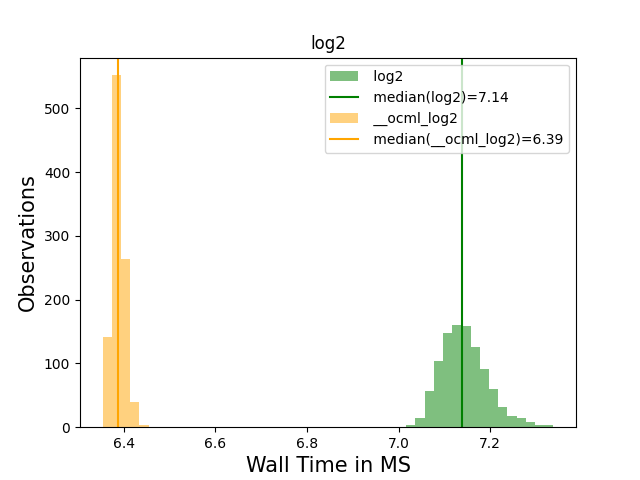 log2
log2
median(log2)=7.14
__ocml_log2
median(__ocml_log2)=6.39
500
400
300
200
100
0
Observations
6.4 6.6 6.8 7.0 7.2
Wall Time in MS